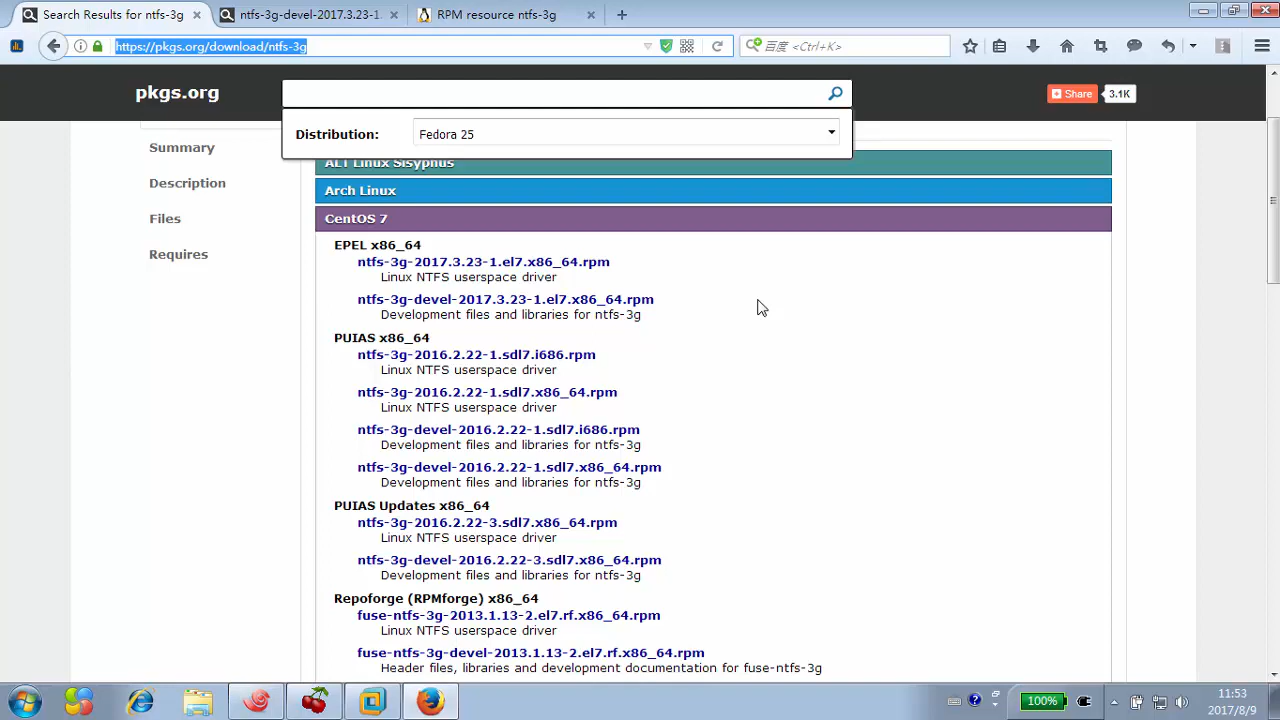 Search Results for ntfs-3g
ntfs-3g-devel-2017.3.23-1.
RPM resource ntfs-3g
https://pkgs.org/download/ntfs-3g
百度 <Ctrl+K>
pkgs.org
Share
3.1K
Distribution:
Fedora 25
Summary
Description
Files
Requires
ALT Linux Sisyphus
Arch Linux
CentOS 7
EPEL x86_64
ntfs-3g-2017.3.23-1.el7.x86_64.rpm
Linux NTFS userspace driver
ntfs-3g-devel-2017.3.23-1.el7.x86_64.rpm
Development files and libraries for ntfs-3g
PUIAS x86_64
ntfs-3g-2016.2.22-1.sdl7.i686.rpm
Linux NTFS userspace driver
ntfs-3g-2016.2.22-1.sdl7.x86_64.rpm
Linux NTFS userspace driver
ntfs-3g-devel-2016.2.22-1.sdl7.i686.rpm
Development files and libraries for ntfs-3g
ntfs-3g-devel-2016.2.22-1.sdl7.x86_64.rpm
Development files and libraries for ntfs-3g
PUIAS Updates x86_64
ntfs-3g-2016.2.22-3.sdl7.x86_64.rpm
Linux NTFS userspace driver
ntfs-3g-devel-2016.2.22-3.sdl7.x86_64.rpm
Development files and libraries for ntfs-3g
Repoforge (RPMforge) x86_64
fuse-ntfs-3g-2013.1.13-2.el7.rf.x86_64.rpm
Linux NTFS userspace driver
fuse-ntfs-3g-devel-2013.1.13-2.el7.rf.x86_64.rpm
Header files, libraries and development documentation for fuse-ntfs-3g
100%
11:53
2017/8/9